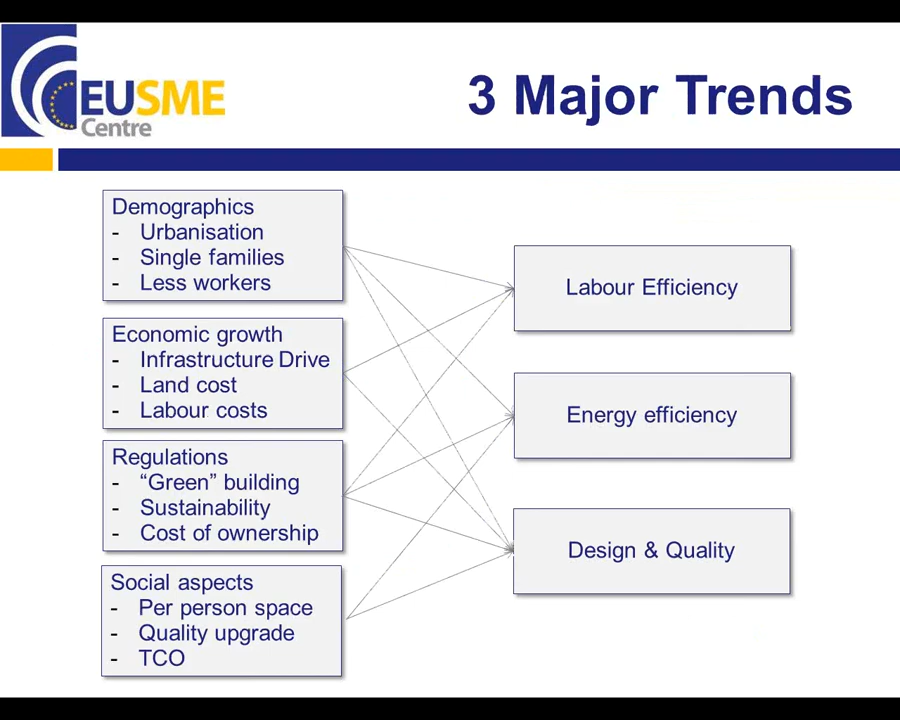 EUSME
Centre
3 Major Trends
Demographics
- Urbanisation
- Single families
- Less workers
Economic growth
- Infrastructure Drive
- Land cost
- Labour costs
Regulations
- “Green” building
- Sustainability
- Cost of ownership
Social aspects
- Per person space
- Quality upgrade
- TCO
Labour Efficiency
Energy efficiency
Design & Quality